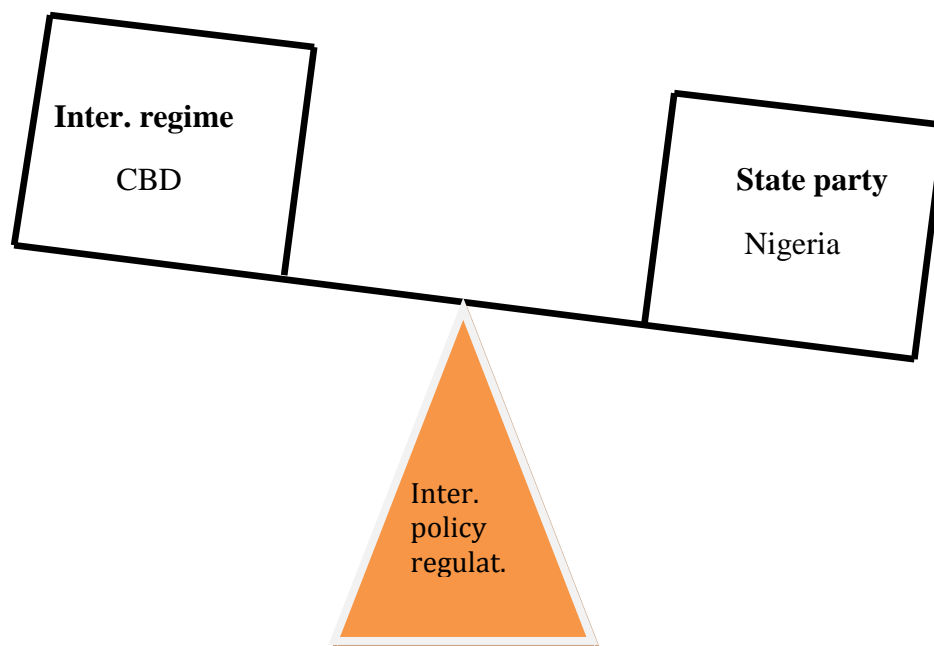 Inter. regime
CBD
State party
Nigeria
Inter.
policy
regulat.